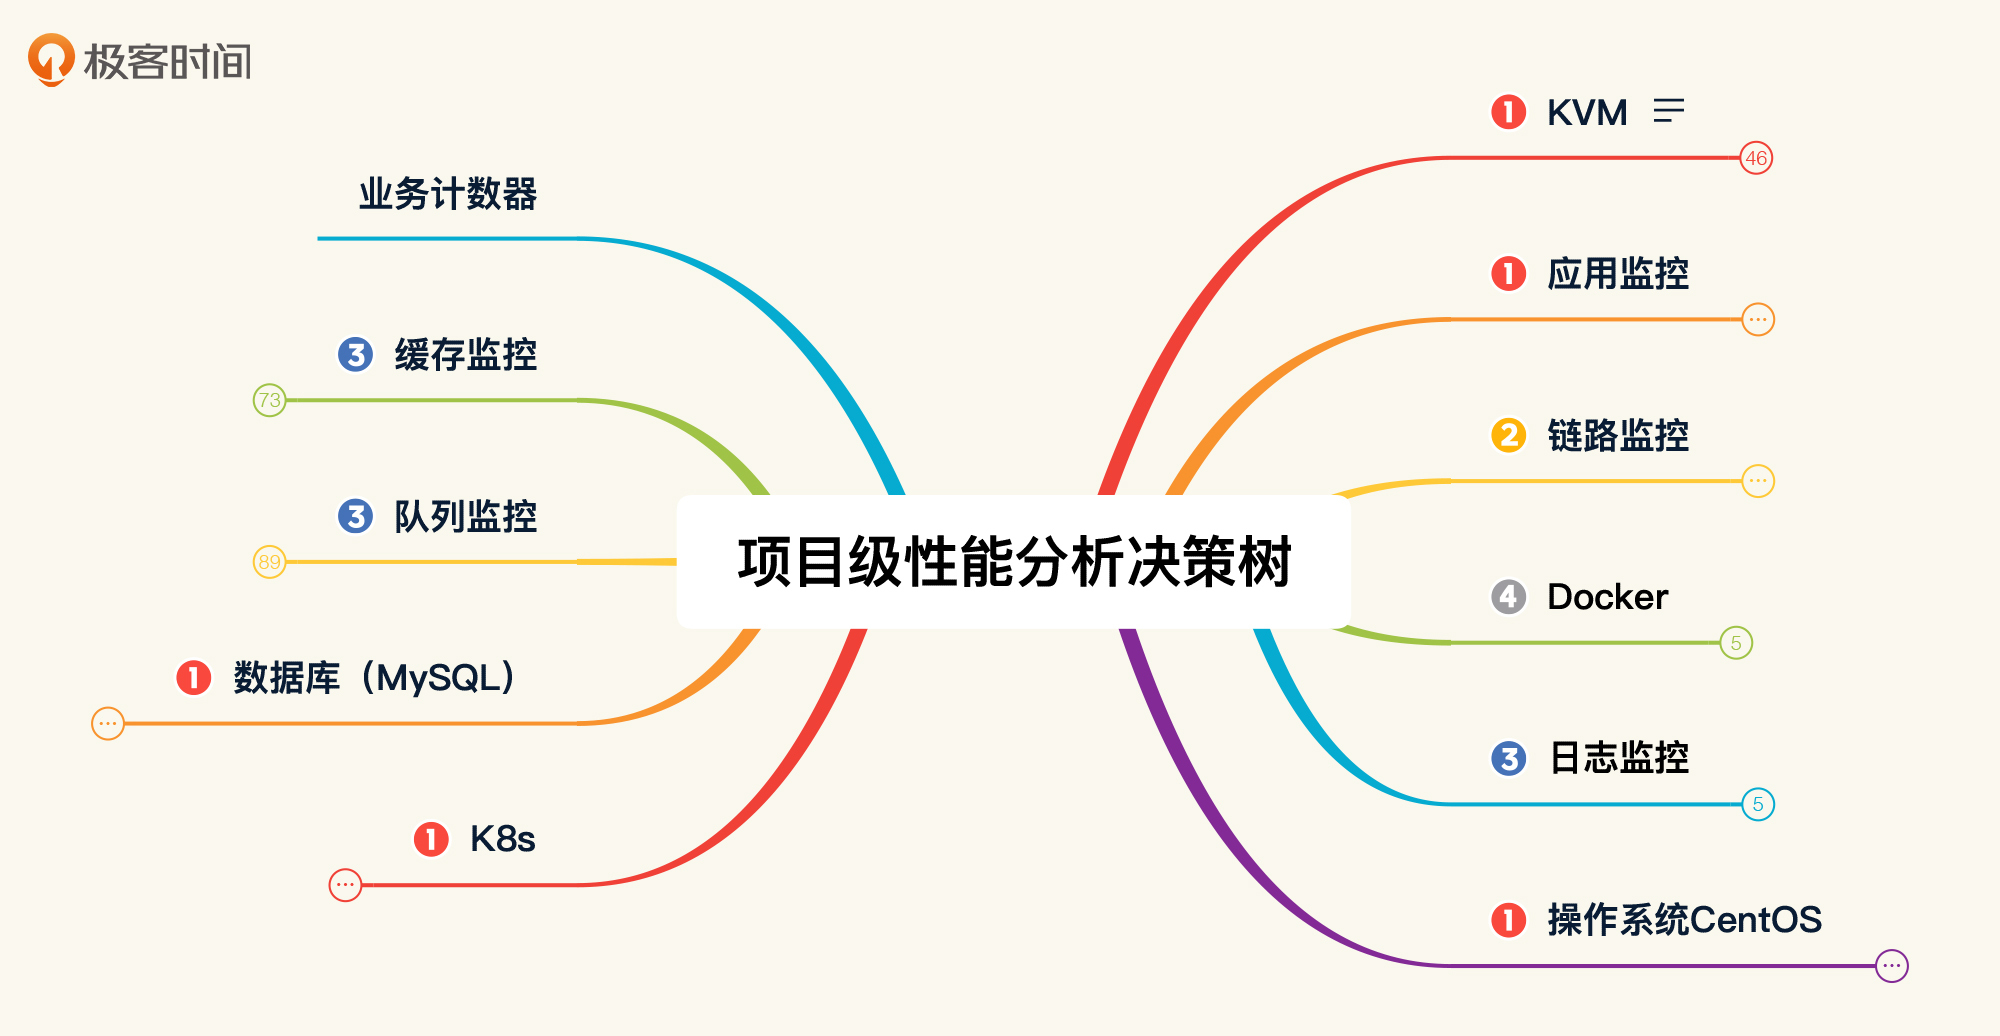 极客时间
项目级性能分析决策树
1 KVM
46
1 应用监控
...
2 链路监控
...
4 Docker
5
3 日志监控
5
1 操作系统CentOS
...
业务计数器
3 缓存监控
73
3 队列监控
89
1 数据库（MySQL）
...
1 K8s
...